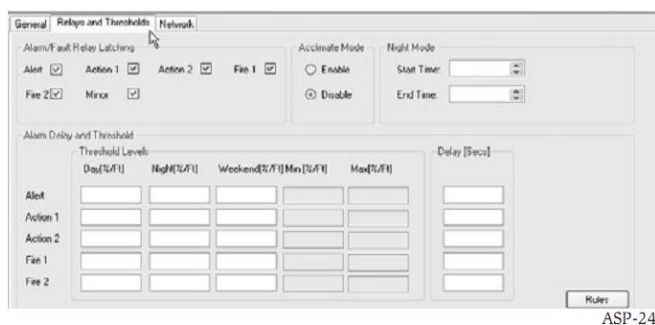 General Relays and Thresholds Network
Alarm/Fault Relay Latching
Alert Action 1 Action 2 Fire 1
Fire 2 Minor
Acclimate Mode
Enable
Disable
Night Mode
Start Time:
End Time:
Alarm Delay and Threshold
Threshold Levels
Day[%/Ft] Night[%/Ft] Weekend[%/Ft] Min [%/Ft] Max[%/Ft]
Delay [Secs]
Alert
Action 1
Action 2
Fire 1
Fire 2
Rules
ASP-24